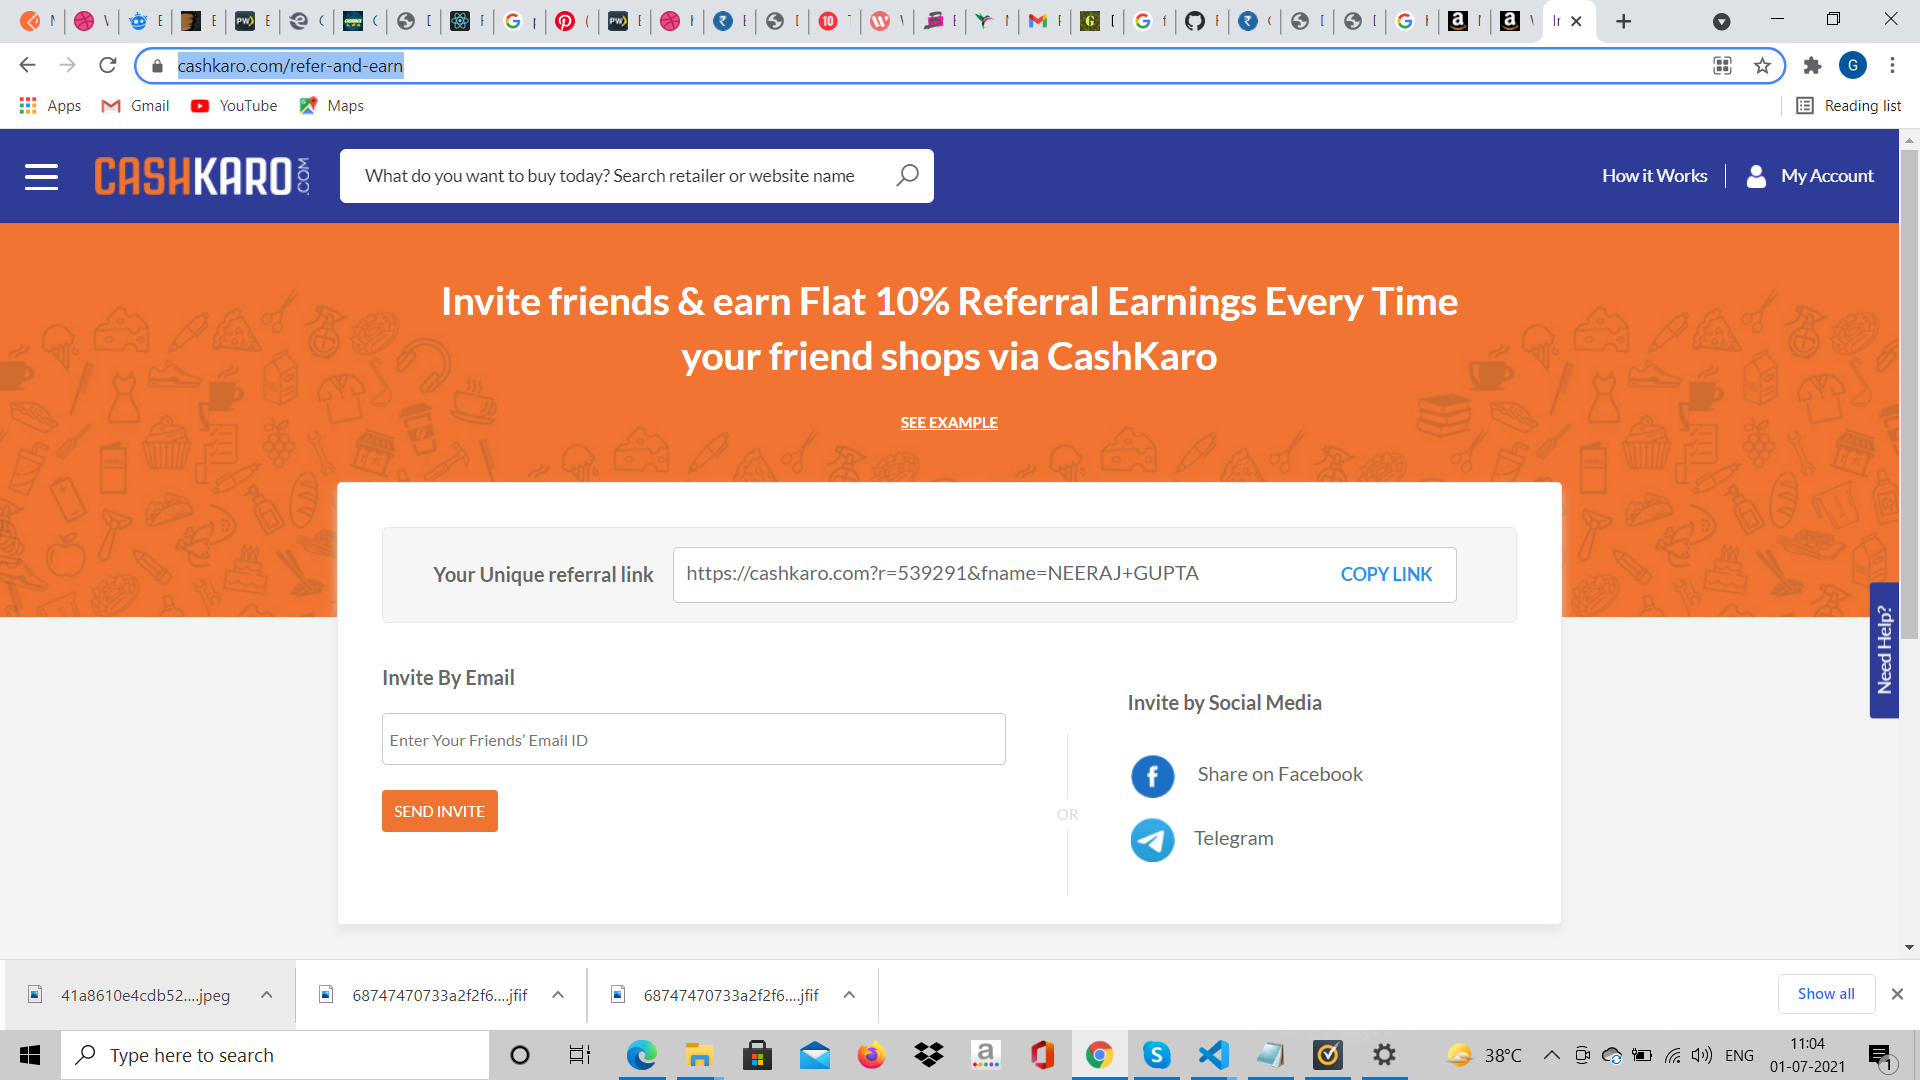 cashkaro.com/refer-and-earn
G
Apps
Gmail
YouTube
Maps
Reading list
CASHKARO.COM
What do you want to buy today? Search retailer or website name
How it Works
My Account
Invite friends & earn Flat 10% Referral Earnings Every Time
your friend shops via CashKaro
SEE EXAMPLE
Your Unique referral link
https://cashkaro.com?r=539291&fname=NEERAJ+GUPTA
COPY LINK
Need Help?
Invite By Email
Enter Your Friends' Email ID
SEND INVITE
OR
Invite by Social Media
Share on Facebook
Telegram
41a8610e4cdb52....jpeg
68747470733a2f2f6....jfif
68747470733a2f2f6....jfif
Show all
Type here to search
38°C
ENG
11:04
01-07-2021
1